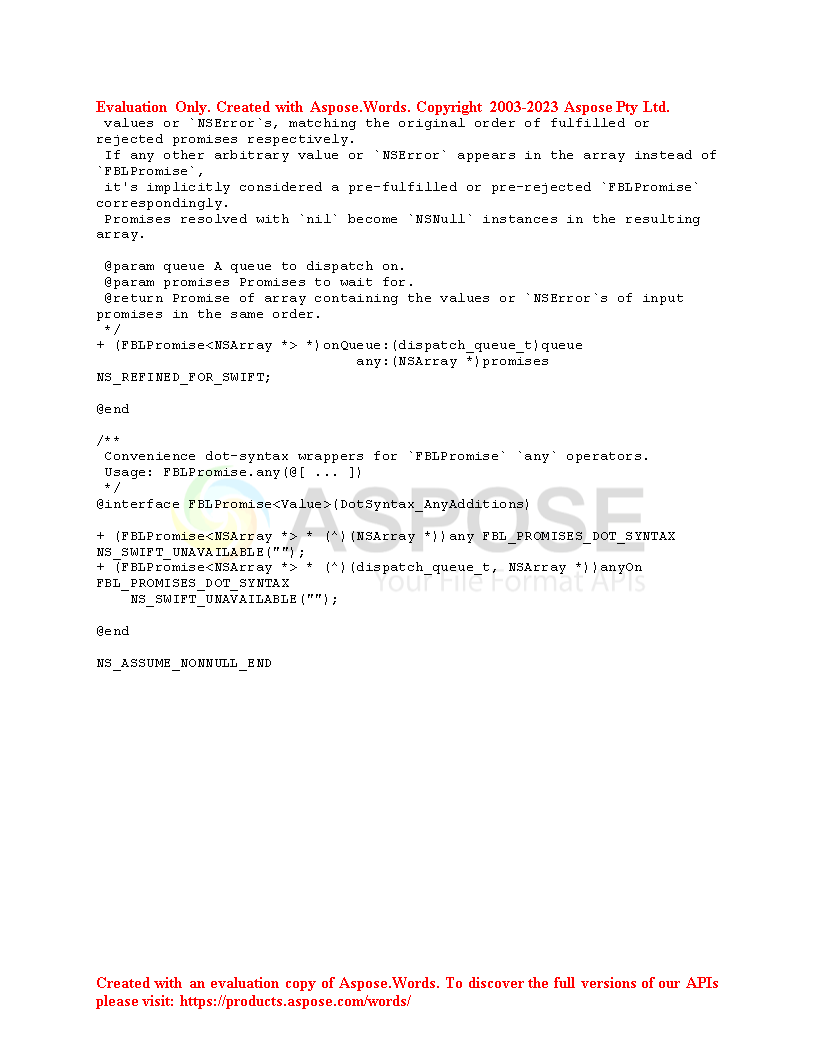 Evaluation Only. Created with Aspose.Words. Copyright 2003-2023 Aspose Pty Ltd.
values or `NSError`s, matching the original order of fulfilled or
rejected promises respectively.
If any other arbitrary value or `NSError` appears in the array instead of
`FBLPromise`,
it's implicitly considered a pre-fulfilled or pre-rejected `FBLPromise`
correspondingly.
Promises resolved with `nil` become `NSNull` instances in the resulting
array.

@param queue A queue to dispatch on.
@param promises Promises to wait for.
@return Promise of array containing the values or `NSError`s of input
promises in the same order.
*/
+ (FBLPromise<NSArray *> *)onQueue:(dispatch_queue_t)queue
any:(NSArray *)promises
NS_REFINED_FOR_SWIFT;

@end

/**
Convenience dot-syntax wrappers for `FBLPromise` `any` operators.
Usage: FBLPromise.any(@[ ... ])
*/
@interface FBLPromise<Value>(DotSyntax_AnyAdditions)

+ (FBLPromise<NSArray *> * (^)(NSArray *))any FBL_PROMISES_DOT_SYNTAX
NS_SWIFT_UNAVAILABLE("");
+ (FBLPromise<NSArray *> * (^)(dispatch_queue_t, NSArray *))anyOn
FBL_PROMISES_DOT_SYNTAX
NS_SWIFT_UNAVAILABLE("");

@end

NS_ASSUME_NONNULL_END
ASPOSE
Your File Format APIs
Created with an evaluation copy of Aspose.Words. To discover the full versions of our APIs
please visit: https://products.aspose.com/words/